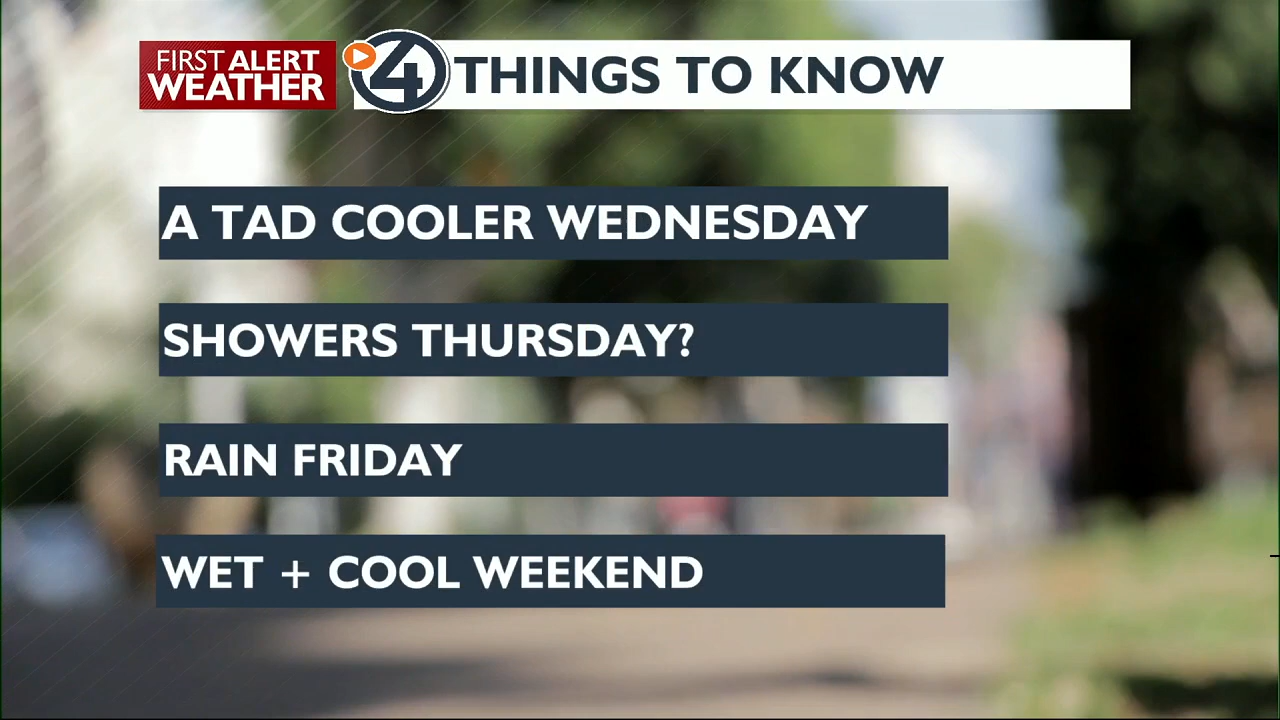 FIRST ALERT
WEATHER
4 THINGS TO KNOW
A TAD COOLER WEDNESDAY
SHOWERS THURSDAY?
RAIN FRIDAY
WET + COOL WEEKEND